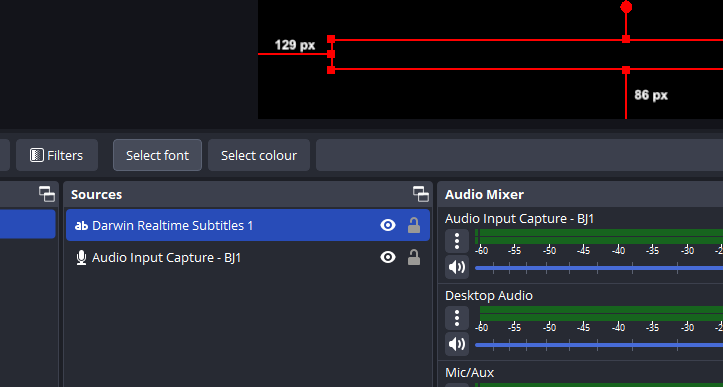 129 px
86 px
Filters
Select font
Select colour
Sources
Audio Mixer
ab Darwin Realtime Subtitles 1
Audio Input Capture - BJ1
Audio Input Capture - BJ1
-60 -55 -50 -45 -40 -35 -30 -2
Desktop Audio
-60 -55 -50 -45 -40 -35 -30 -2
Mic/Aux